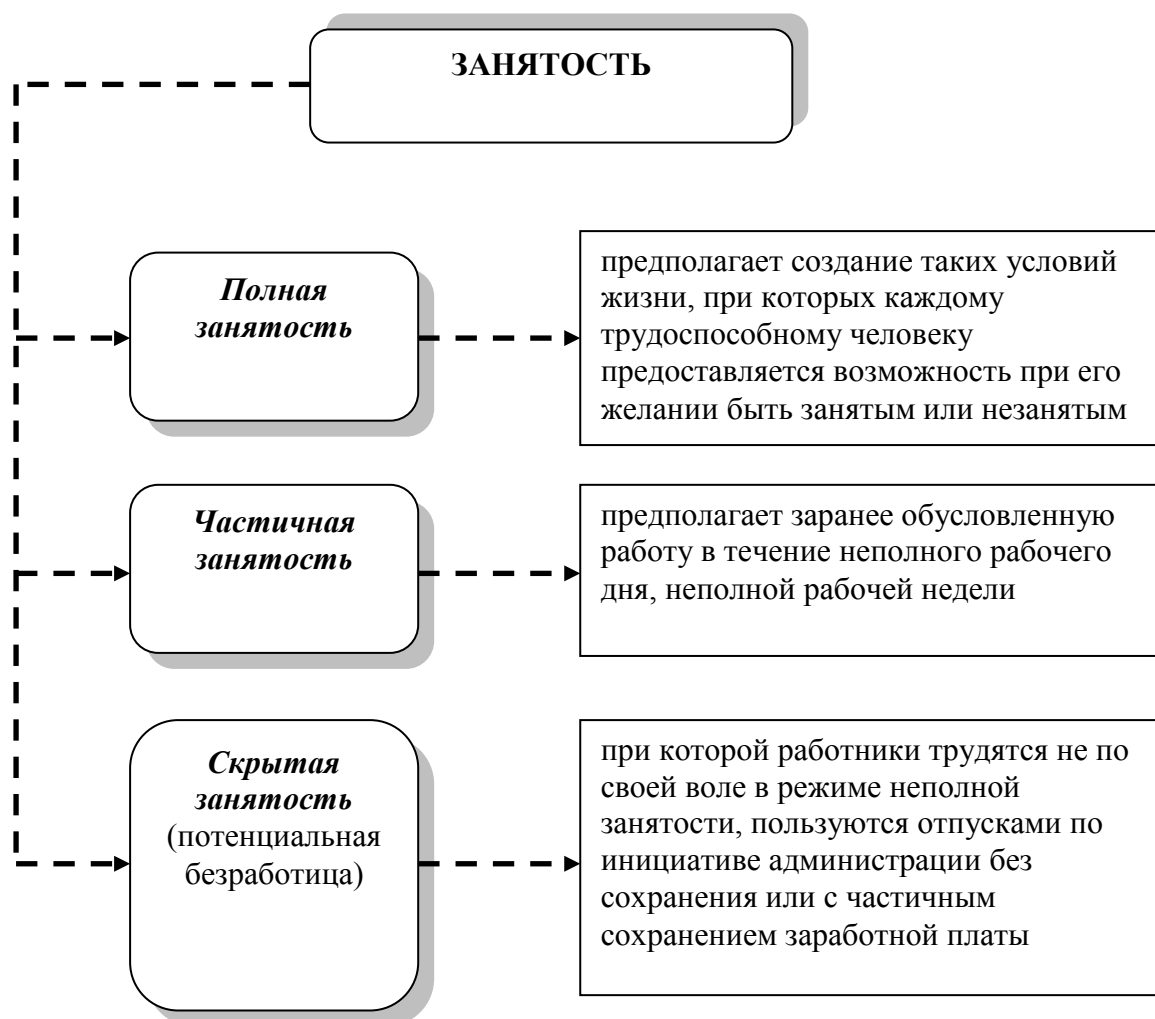 ЗАНЯТОСТЬ
Полная
занятость
предполагает создание таких условий
жизни, при которых каждому
трудоспособному человеку
предоставляется возможность при его
желании быть занятым или незанятым
Частичная
занятость
предполагает заранее обусловленную
работу в течение неполного рабочего
дня, неполной рабочей недели
Скрытая
занятость
(потенциальная
безработица)
при которой работники трудятся не по
своей воле в режиме неполной
занятости, пользуются отпусками по
инициативе администрации без
сохранения или с частичным
сохранением заработной платы